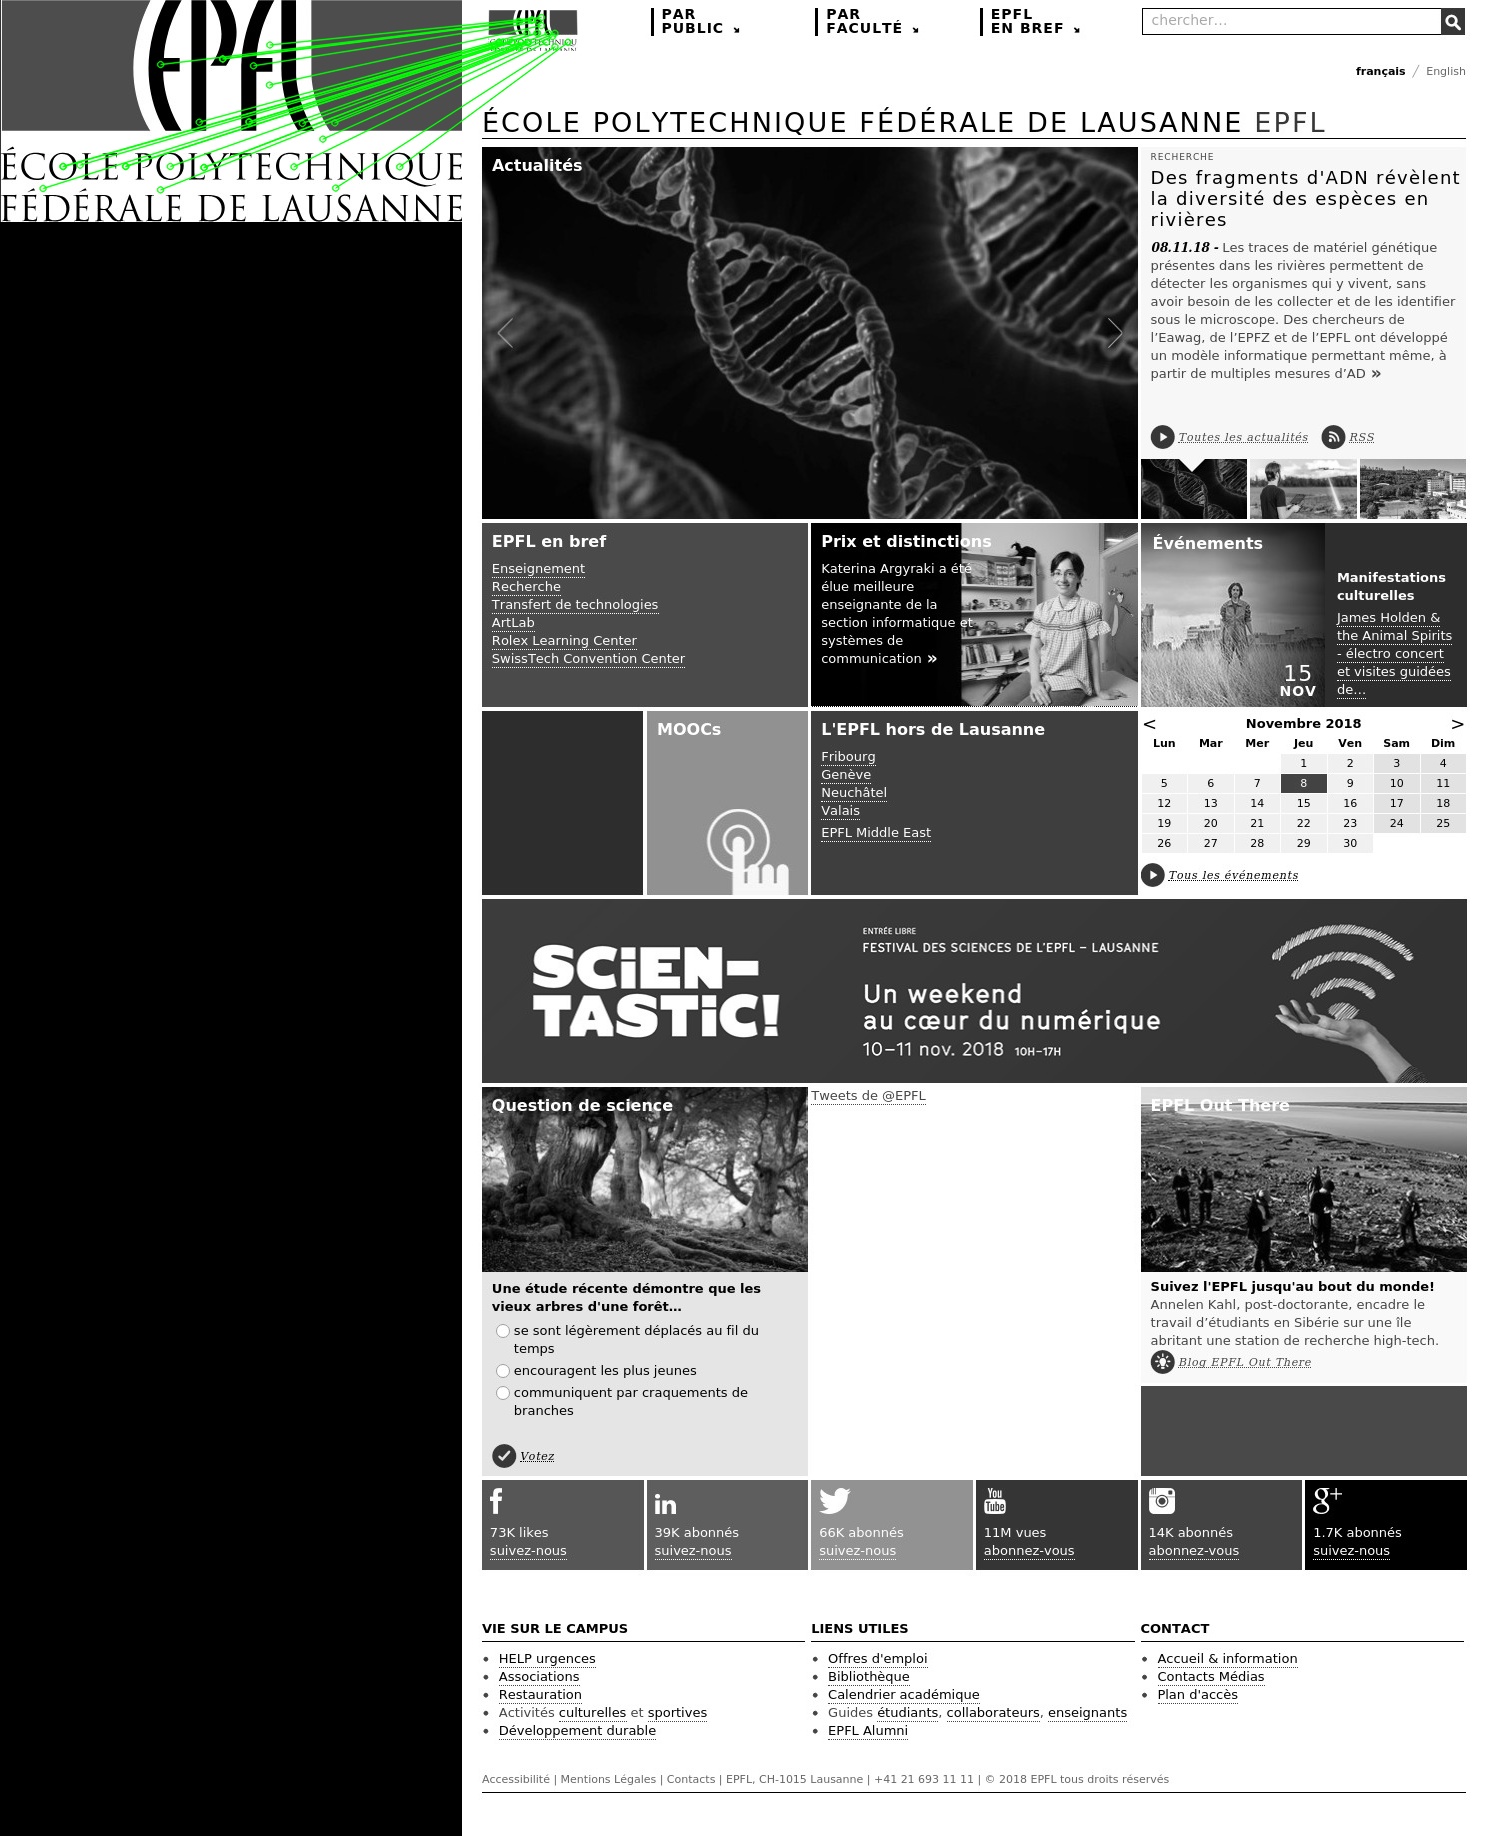 EPFL
ÉCOLE POLYTECHNIQUE
FÉDÉRALE DE LAUSANNE
PAR
PUBLIC
PAR
FACULTÉ
EPFL
EN BREF
chercher...
français / English
ÉCOLE POLYTECHNIQUE FÉDÉRALE DE LAUSANNE EPFL
Actualités
RECHERCHE
Des fragments d'ADN révèlent
la diversité des espèces en
rivières
08.11.18 - Les traces de matériel génétique
présentes dans les rivières permettent de
détecter les organismes qui y vivent, sans
avoir besoin de les collecter et de les identifier
sous le microscope. Des chercheurs de
l’Eawag, de l’EPFZ et de l’EPFL ont développé
un modèle informatique permettant même, à
partir de multiples mesures d’AD »
Toutes les actualités
RSS
EPFL en bref
Enseignement
Recherche
Transfert de technologies
ArtLab
Rolex Learning Center
SwissTech Convention Center
Prix et distinctions
Katerina Argyraki a été
élue meilleure
enseignante de la
section informatique et
systèmes de
communication »
Événements
15
NOV
Manifestations
culturelles
James Holden &
the Animal Spirits
- électro concert
et visites guidées
de...
MOOCs
L'EPFL hors de Lausanne
Fribourg
Genève
Neuchâtel
Valais
EPFL Middle East
< Novembre 2018 >
Lun Mar Mer Jeu Ven Sam Dim
1 2 3 4
5 6 7 8 9 10 11
12 13 14 15 16 17 18
19 20 21 22 23 24 25
26 27 28 29 30
Tous les événements
SCiEN-
TASTiC!
ENTRÉE LIBRE
FESTIVAL DES SCIENCES DE L'EPFL – LAUSANNE
Un weekend
au cœur du numérique
10–11 nov. 2018 10H–17H
Question de science
Une étude récente démontre que les
vieux arbres d'une forêt...
se sont légèrement déplacés au fil du
temps
encouragent les plus jeunes
communiquent par craquements de
branches
Votez
Tweets de @EPFL
EPFL Out There
Suivez l'EPFL jusqu'au bout du monde!
Annelen Kahl, post-doctorante, encadre le
travail d’étudiants en Sibérie sur une île
abritant une station de recherche high-tech.
Blog EPFL Out There
f
73K likes
suivez-nous
in
39K abonnés
suivez-nous
66K abonnés
suivez-nous
You
Tube
11M vues
abonnez-vous
14K abonnés
abonnez-vous
g+
1.7K abonnés
suivez-nous
VIE SUR LE CAMPUS
HELP urgences
Associations
Restauration
Activités culturelles et sportives
Développement durable
LIENS UTILES
Offres d'emploi
Bibliothèque
Calendrier académique
Guides étudiants, collaborateurs, enseignants
EPFL Alumni
CONTACT
Accueil & information
Contacts Médias
Plan d'accès
Accessibilité | Mentions Légales | Contacts | EPFL, CH-1015 Lausanne | +41 21 693 11 11 | © 2018 EPFL tous droits réservés